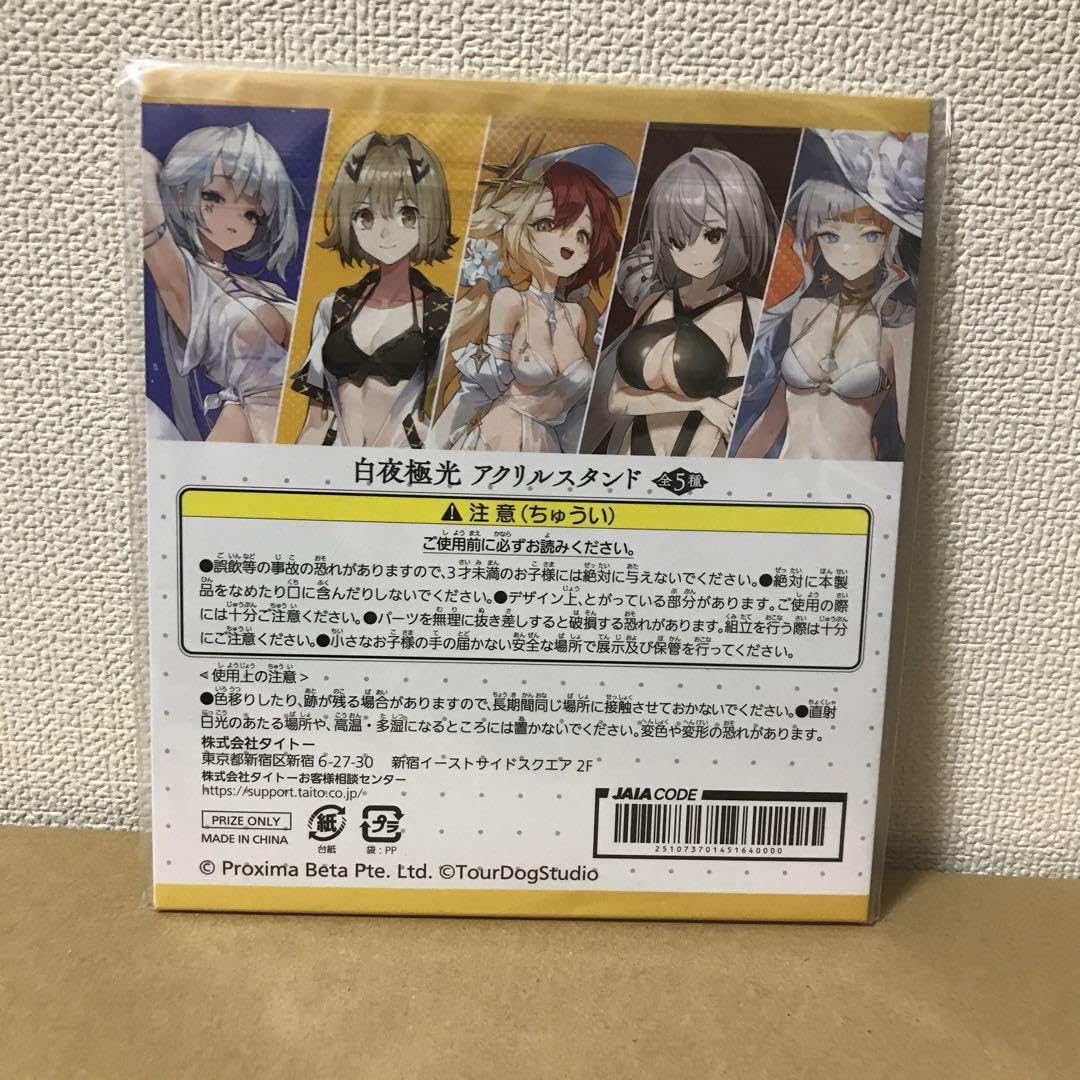 白夜極光 アクリルスタンド 全5種
⚠ 注意(ちゅうい)
ご使用前に必ずお読みください。
●誤飲等の事故の恐れがありますので、3才未満のお子様には絶対に与えないでください。●絶対に本製
品をなめたり口に含んだりしないでください。●デザイン上、とがっている部分があります。ご使用の際
には十分ご注意ください。●パーツを無理に抜き差しすると破損する恐れがあります。組立を行う際は十分
にご注意ください。●小さなお子様の手の届かない安全な場所で展示及び保管を行ってください。
<使用上の注意>
●色移りしたり、跡が残る場合がありますので、長期間同じ場所に接触させておかないでください。●直射
日光のあたる場所や、高温・多湿になるところには置かないでください。変色や変形の恐れがあります。
株式会社タイトー
東京都新宿区新宿 6-27-30 新宿イーストサイドスクエア 2F
株式会社タイトーお客様相談センター
https://support.taito.co.jp/
PRIZE ONLY
MADE IN CHINA
紙
台紙
プラ
袋:PP
JAIA CODE
251073701451640000
© Proxima Beta Pte. Ltd. ©TourDogStudio